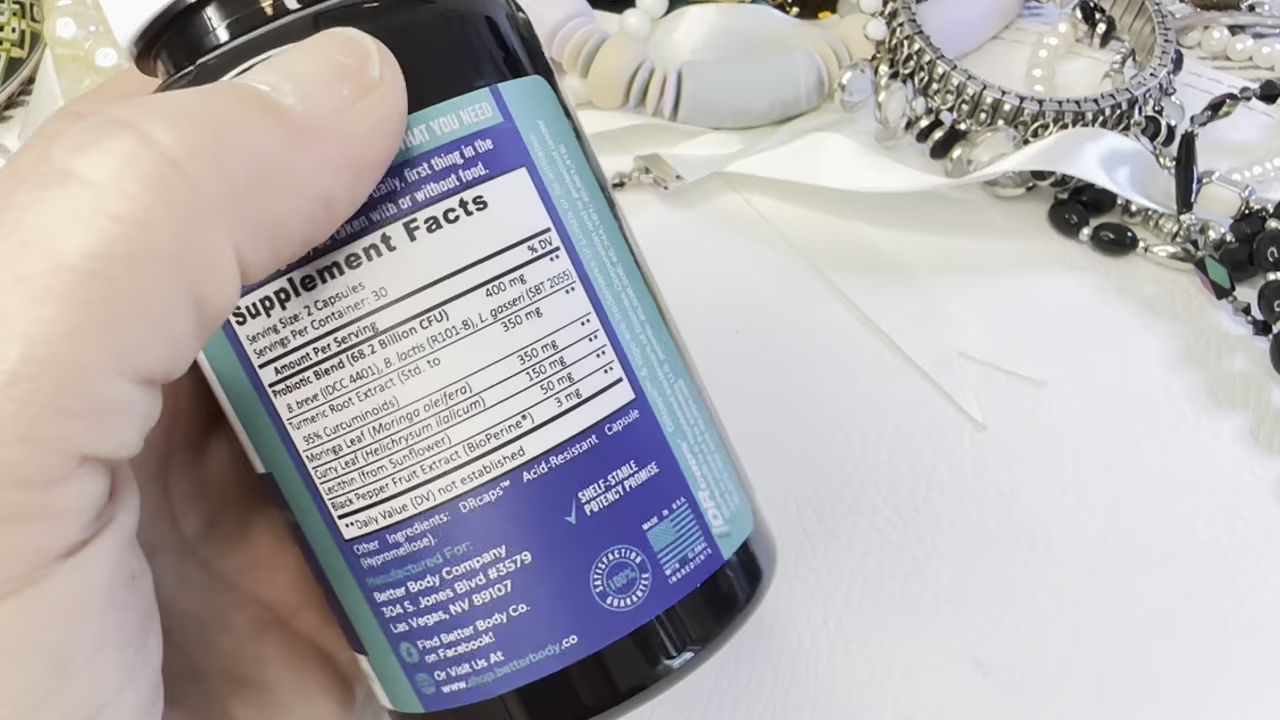 WHAT YOU NEED
daily, first thing in the
taken with or without food.
Supplement Facts
Serving Size: 2 Capsules
Servings Per Container: 30
Amount Per Serving % DV
Probiotic Blend (68.2 Billion CFU) 400 mg **
B. breve (IDCC 4401), B. lactis (R101-8), L. gasseri (SBT 2055)
Turmeric Root Extract (Std. to 350 mg **
95% Curcuminoids)
Moringa Leaf (Moringa oleifera) 350 mg **
Curry Leaf (Helichrysum italicum) 150 mg **
Lecithin (from Sunflower) 50 mg **
Black Pepper Fruit Extract (BioPerine®) 3 mg **
**Daily Value (DV) not established
Other Ingredients: DRcaps™ Acid-Resistant Capsule
(Hypromellose).
SHELF-STABLE
POTENCY PROMISE
Manufactured For:
Better Body Company
304 S. Jones Blvd #3579
Las Vegas, NV 89107
MADE IN U.S.A.
WITH GLOBAL
INGREDIENTS
SATISFACTION
100%
GUARANTEE
Find Better Body Co.
on Facebook!
Or Visit Us At
www.shop.betterbody.co